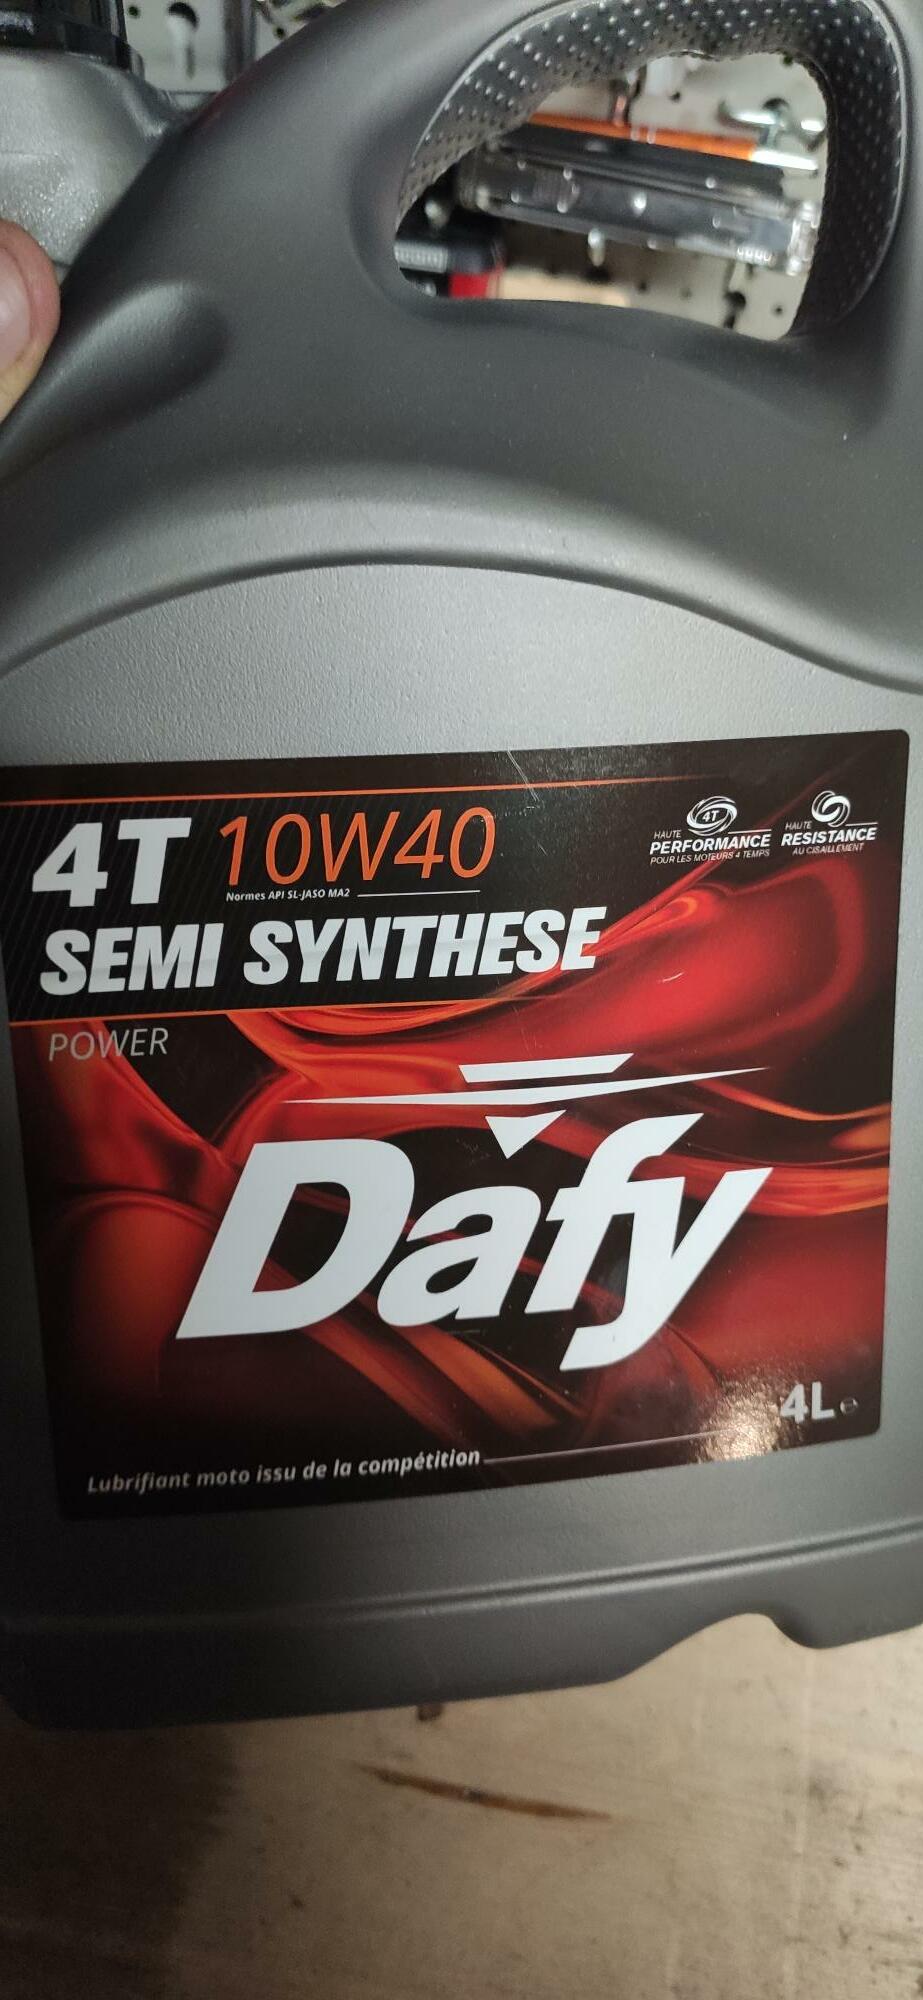 4T 10W40
Normes API SL-JASO MA2
SEMI SYNTHESE
POWER
4T
HAUTE
PERFORMANCE
POUR LES MOTEURS 4 TEMPS
HAUTE
RESISTANCE
AU CISAILLEMENT
Dafy
4L e
Lubrifiant moto issu de la compétition